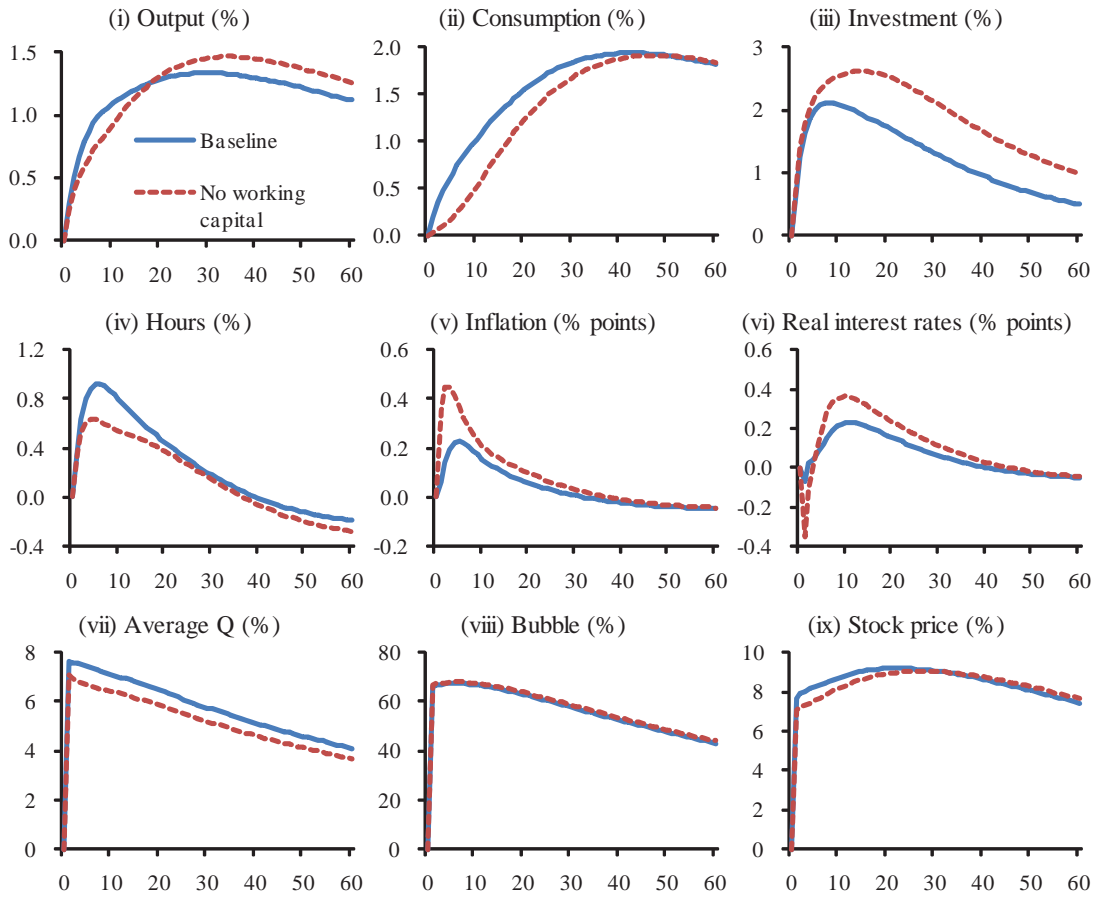 (i) Output (%)
1.5
1.0
0.5
0.0
0 10 20 30 40 50 60
Baseline
No working
capital
(ii) Consumption (%)
2.0
1.5
1.0
0.5
0.0
0 10 20 30 40 50 60
(iii) Investment (%)
3
2
1
0
0 10 20 30 40 50 60
(iv) Hours (%)
1.2
0.8
0.4
0.0
-0.4
0 10 20 30 40 50 60
(v) Inflation (% points)
0.6
0.4
0.2
0.0
-0.2
0 10 20 30 40 50 60
(vi) Real interest rates (% points)
0.6
0.4
0.2
0.0
-0.2
-0.4
0 10 20 30 40 50 60
(vii) Average Q (%)
8
6
4
2
0
0 10 20 30 40 50 60
(viii) Bubble (%)
80
60
40
20
0
0 10 20 30 40 50 60
(ix) Stock price (%)
10
8
6
4
2
0
0 10 20 30 40 50 60